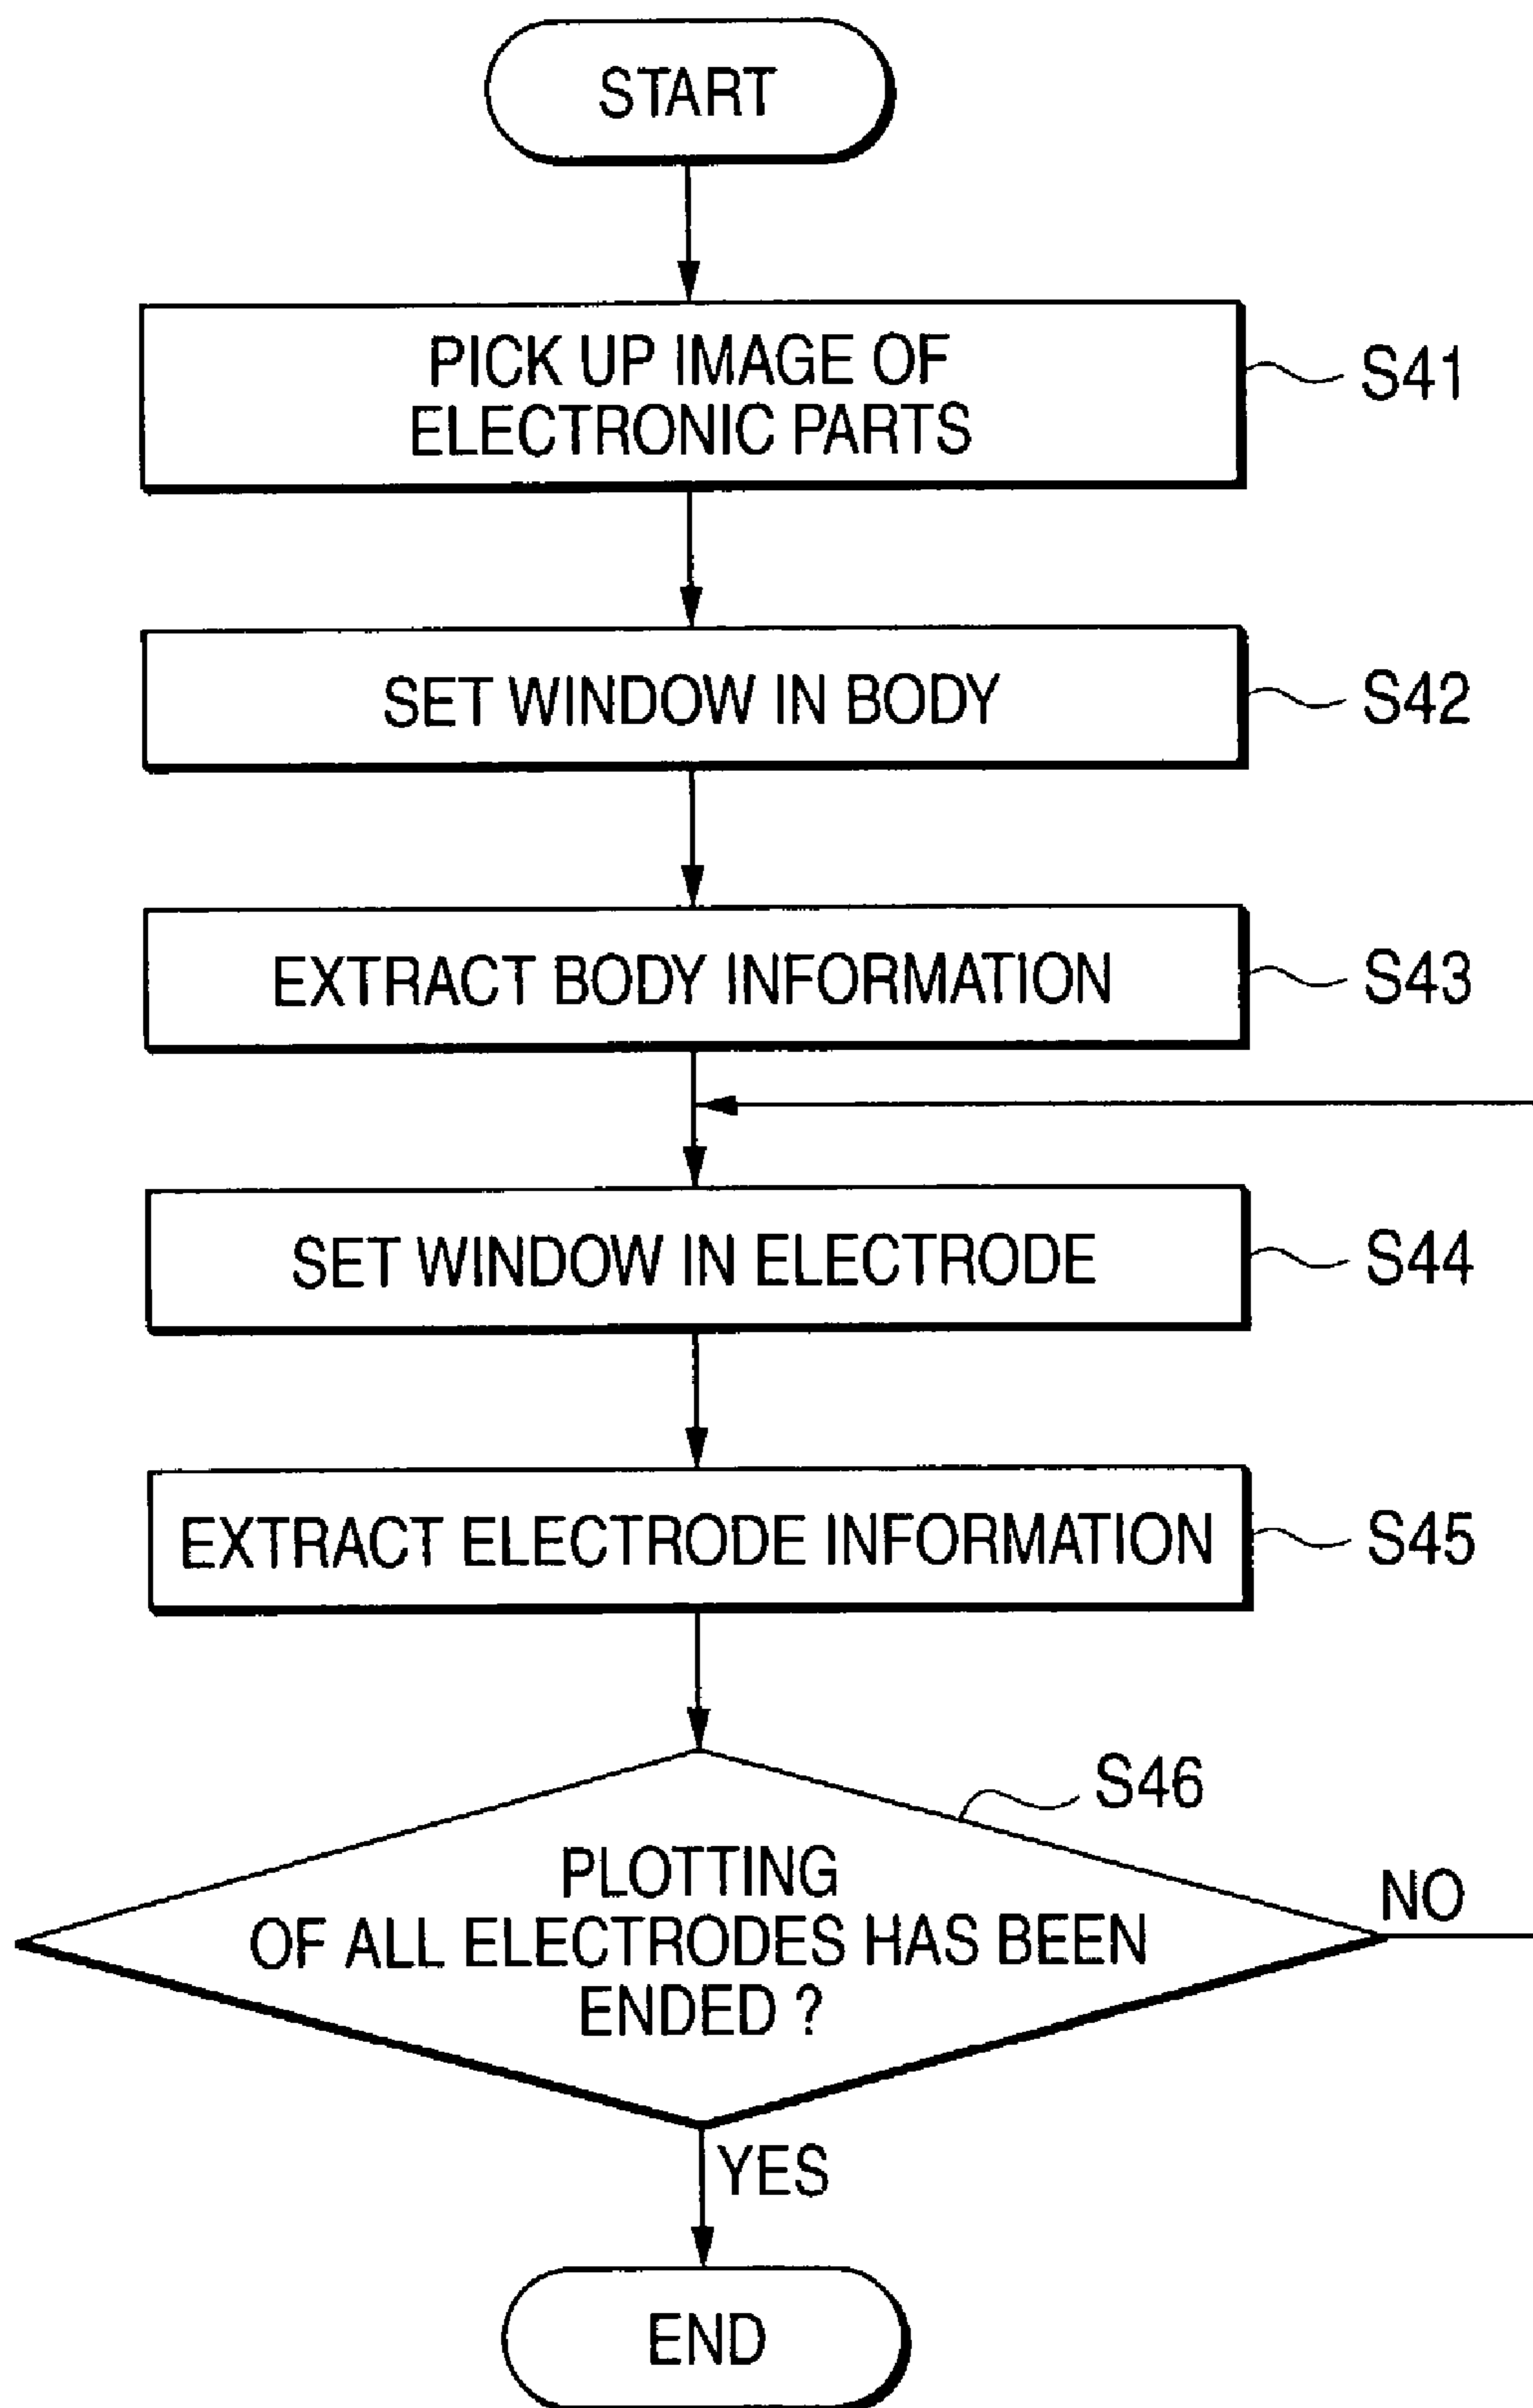 START
PICK UP IMAGE OF
ELECTRONIC PARTS
S41
SET WINDOW IN BODY
S42
EXTRACT BODY INFORMATION
S43
SET WINDOW IN ELECTRODE
S44
EXTRACT ELECTRODE INFORMATION
S45
S46
PLOTTING
OF ALL ELECTRODES HAS BEEN
ENDED ?
NO
YES
END